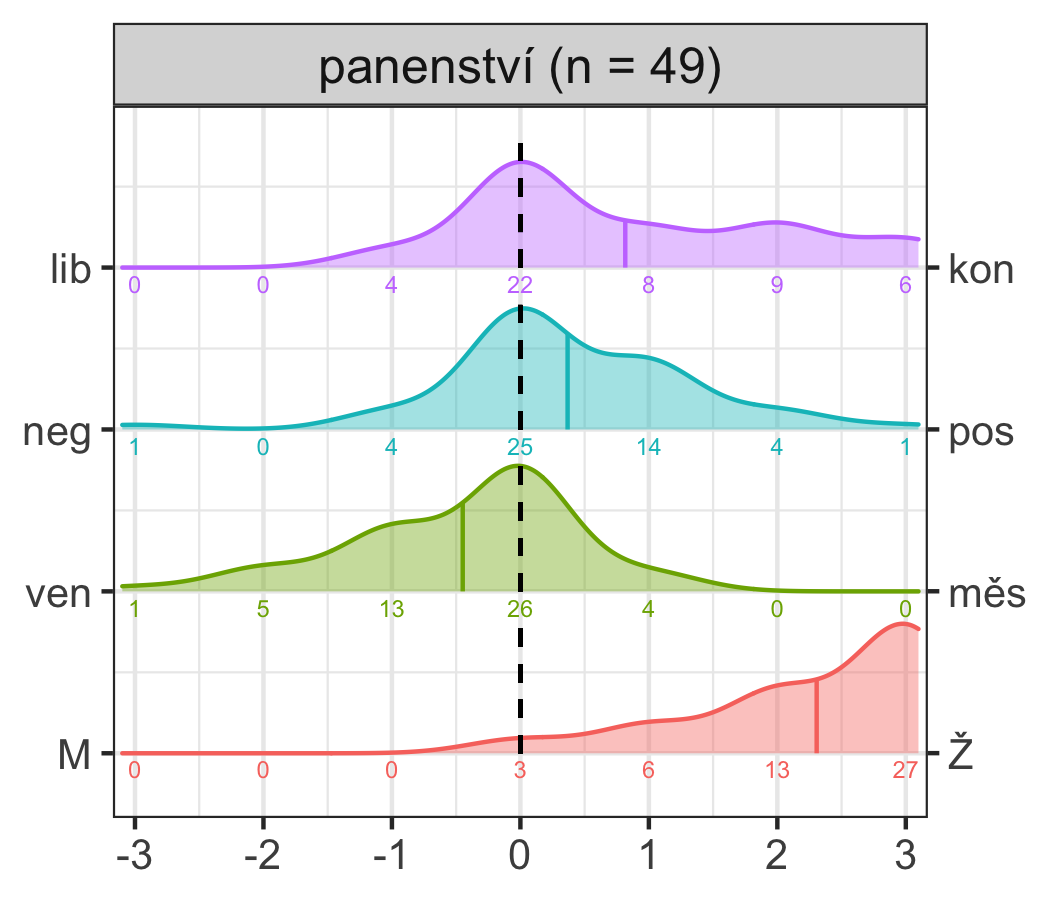 panenství (n = 49)
lib kon
0 0 4 22 8 9 6
neg pos
1 0 4 25 14 4 1
ven měs
1 5 13 26 4 0 0
M Ž
0 0 0 3 6 13 27
-3 -2 -1 0 1 2 3